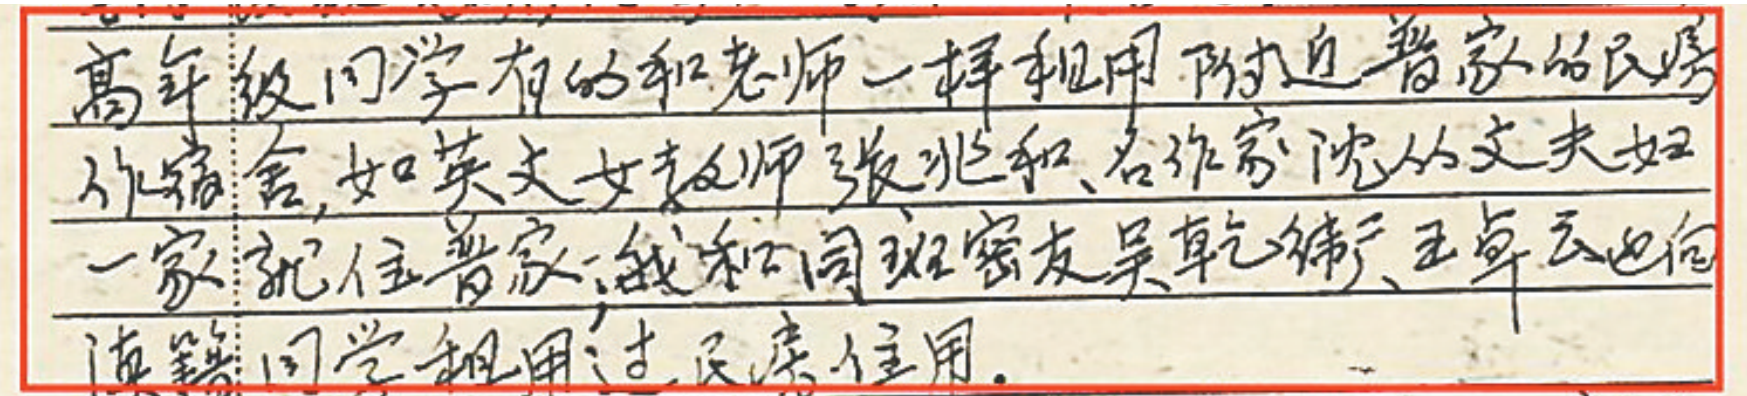 高年级同学有的和老师一样租用附近普家的民房
作宿舍,如英文女教师张兆和、名作家沈从文夫妇
一家就住普家;我和同班密友吴乾纬、王卓云也向
滇籍同学租用过民房住用.